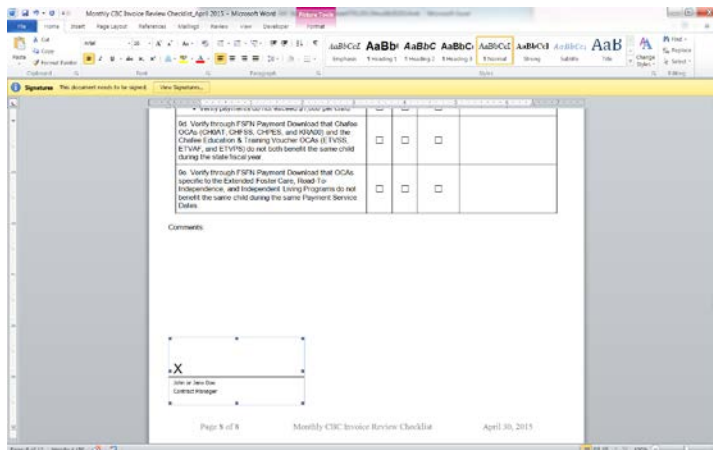 Monthly CBC Invoice Review Checklist_April 2015 - Microsoft Word
Picture Tools
File Home Insert Page Layout References Mailings Review View Developer Format
Cut
Copy
Paste Format Painter
Clipboard Font Paragraph Styles
AaBbCcI AaBbC AaBbC AaBbC AaBbCcI AaBbCcI AaBbCc AaB
Emphasis Heading 1 Heading 2 Heading 3 Normal Strong Subtitle Title
Change Styles
Find
Replace
Select
Editing
Signatures This document needs to be signed. View Signatures...
9d. Verify through FSFN Payment Download that Chafee
OCAs (CH0AT, CHFSS, CHPES, and KRA00) and the
Chafee Education & Training Voucher OCAs (ETVSS,
ETVAF, and ETVPS) do not both benefit the same child
during the state fiscal year.
9e. Verify through FSFN Payment Download that OCAs
specific to the Extended Foster Care, Road-To-
Independence, and Independent Living Programs do not
benefit the same child during the same Payment Service
Dates.
Comments:
X
John or Jane Doe
Contract Manager
Page 8 of 8 Monthly CBC Invoice Review Checklist April 30, 2015